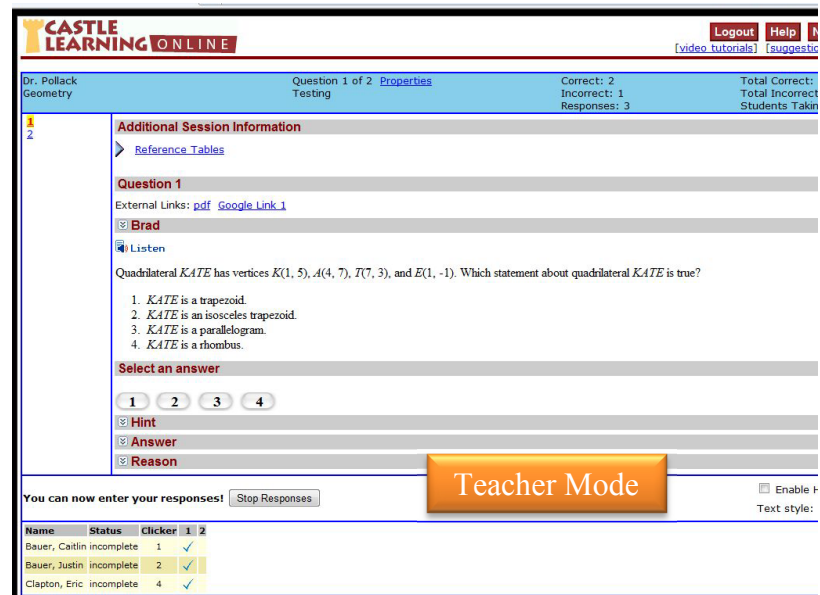 CASTLE
LEARNING ONLINE
Logout Help N
[video tutorials] [suggestio
Dr. Pollack Question 1 of 2 Properties Correct: 2 Total Correct:
Geometry Testing Incorrect: 1 Total Incorrect
Responses: 3 Students Takin
1
2
Additional Session Information
Reference Tables
Question 1
External Links: pdf Google Link 1
Brad
Listen
Quadrilateral KATE has vertices K(1, 5), A(4, 7), T(7, 3), and E(1, -1). Which statement about quadrilateral KATE is true?
1. KATE is a trapezoid.
2. KATE is an isosceles trapezoid.
3. KATE is a parallelogram.
4. KATE is a rhombus.
Select an answer
1 2 3 4
Hint
Answer
Reason
Teacher Mode
You can now enter your responses! Stop Responses Enable H
Text style:
Name Status Clicker 1 2
Bauer, Caitlin incomplete 1
Bauer, Justin incomplete 2
Clapton, Eric incomplete 4